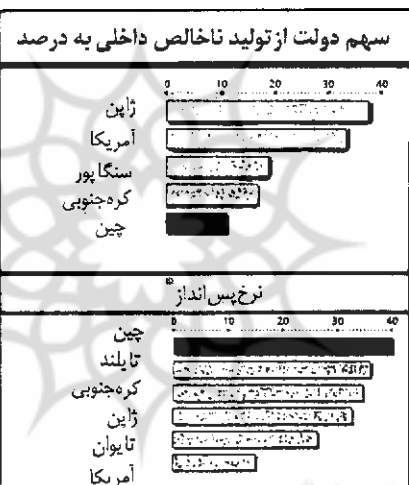 سهم دولت از تولید ناخالص داخلی به درصد
0 10 20 30 40
ژاپن
آمریکا
سنگاپور
کره‌جنوبی
چین
نرخ پس‌انداز
0 10 20 30 40
چین
تایلند
کره‌جنوبی
ژاپن
تایوان
آمریکا